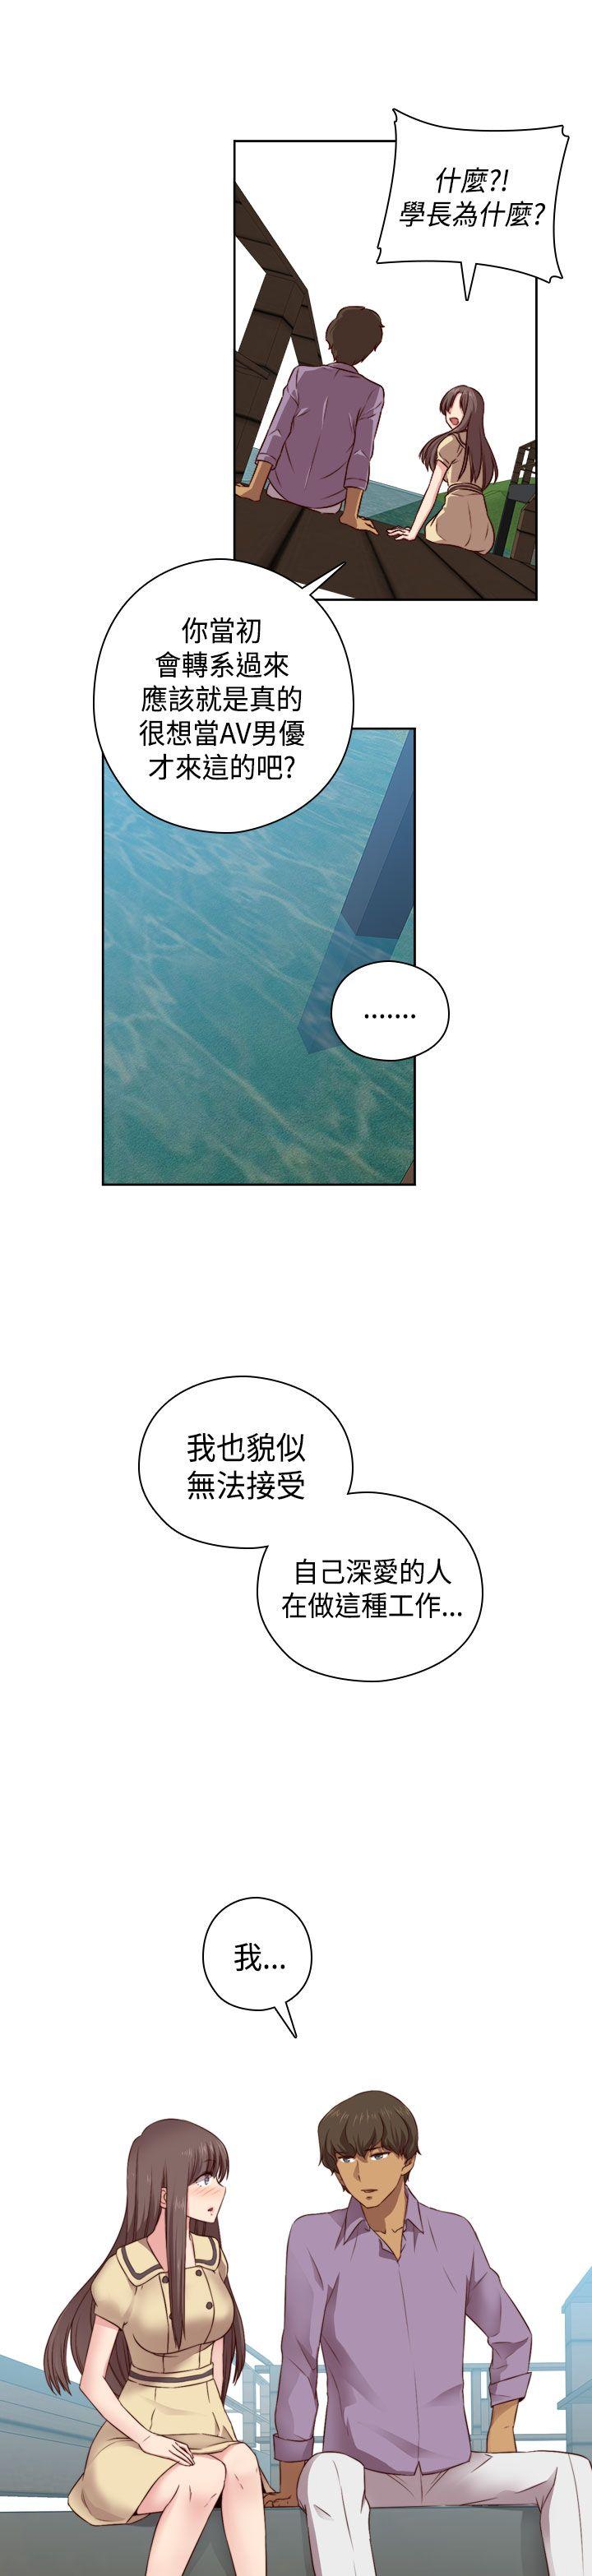 什麼?!
學長為什麼?
你當初
會轉系過來
應該就是真的
很想當AV男優
才來這的吧?
.......
我也貌似
無法接受
自己深愛的人
在做這種工作...
我...